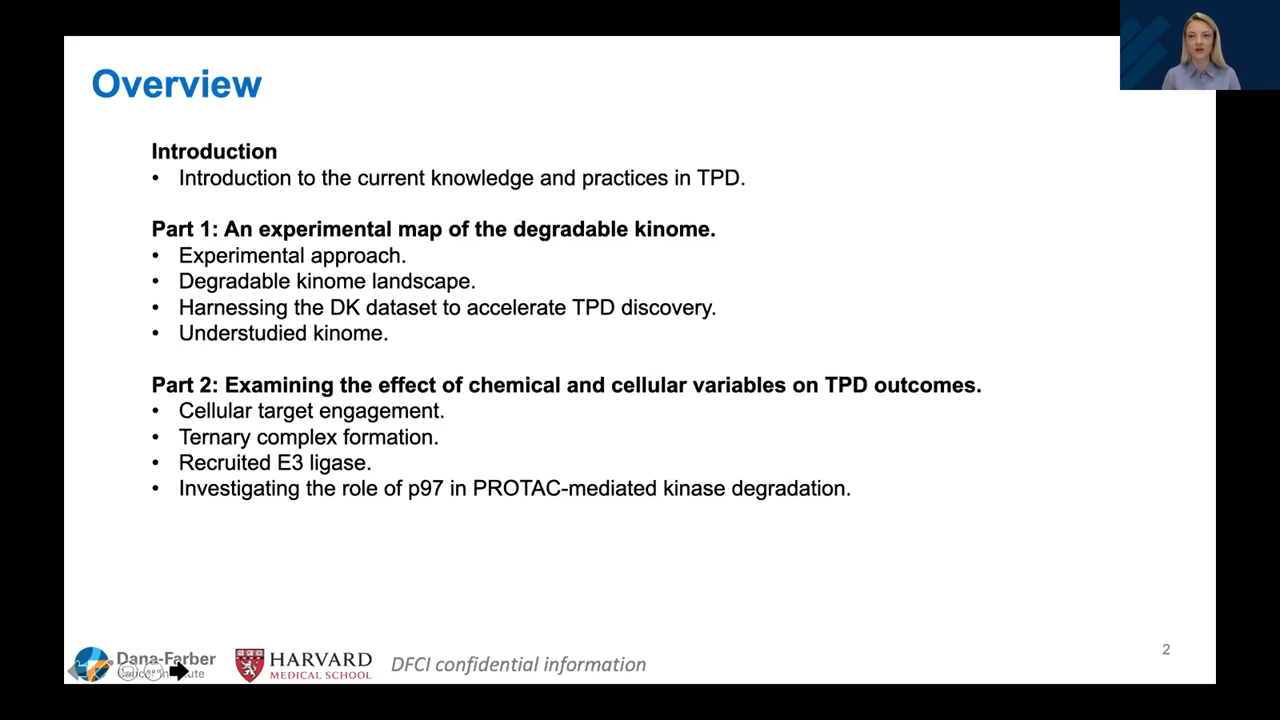 Overview
Introduction
• Introduction to the current knowledge and practices in TPD.
Part 1: An experimental map of the degradable kinome.
• Experimental approach.
• Degradable kinome landscape.
• Harnessing the DK dataset to accelerate TPD discovery.
• Understudied kinome.
Part 2: Examining the effect of chemical and cellular variables on TPD outcomes.
• Cellular target engagement.
• Ternary complex formation.
• Recruited E3 ligase.
• Investigating the role of p97 in PROTAC-mediated kinase degradation.
Dana-Farber
HARVARD
MEDICAL SCHOOL
DFCI confidential information
2